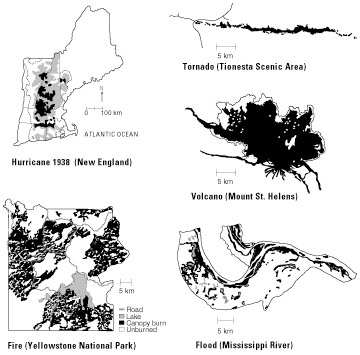 N
0 100 km
ATLANTIC OCEAN
Hurricane 1938 (New England)
5 km
Tornado (Tionesta Scenic Area)
5 km
Volcano (Mount St. Helens)
5 km
Road
Lake
Canopy burn
Unburned
Fire (Yellowstone National Park)
5 km
Flood (Mississippi River)